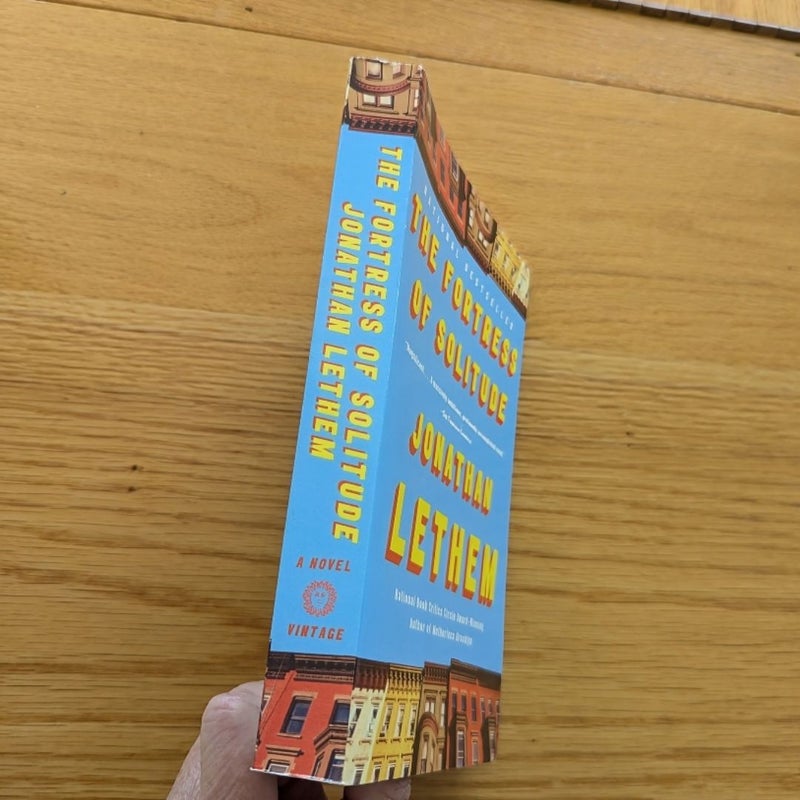 THE FORTRESS OF SOLITUDE
JONATHAN LETHEM
A NOVEL
VINTAGE
NATIONAL BESTSELLER
THE FORTRESS
OF SOLITUDE
JONATHAN
LETHEM
National Book Critics Circle Award-Winning
Author of Motherless Brooklyn